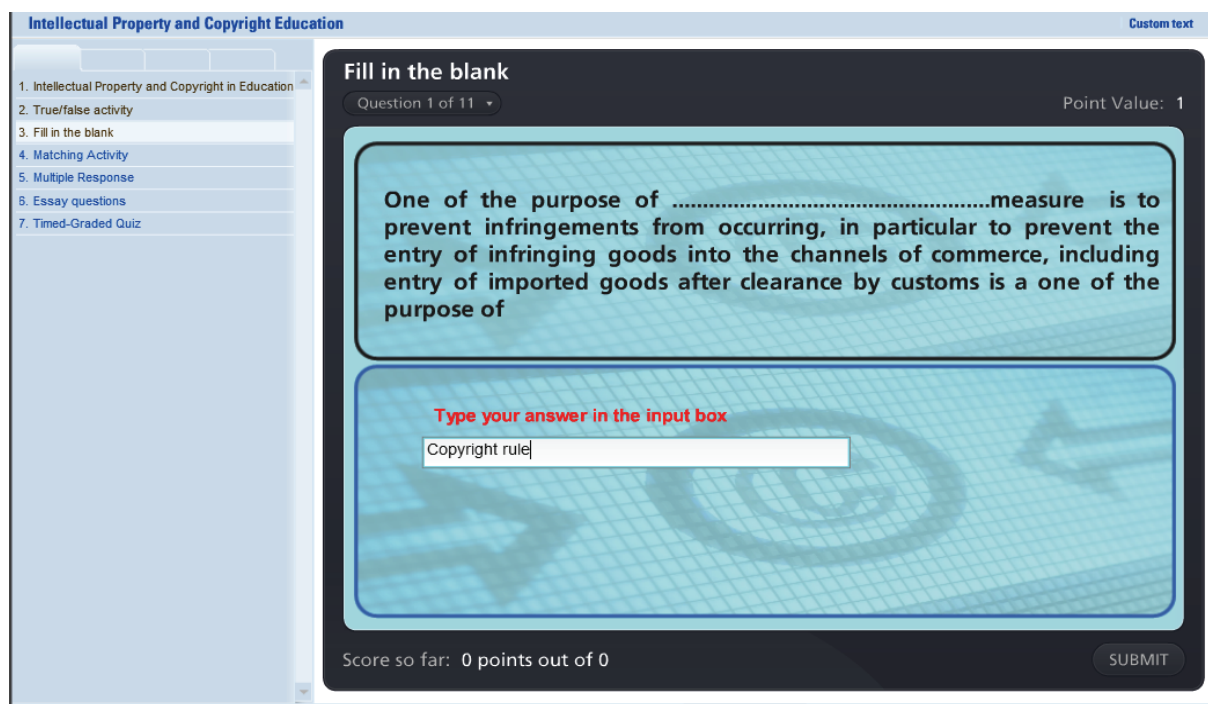 Intellectual Property and Copyright Education
Custom text
1. Intellectual Property and Copyright in Education
2. True/false activity
3. Fill in the blank
4. Matching Activity
5. Multiple Response
6. Essay questions
7. Timed-Graded Quiz
Fill in the blank
Question 1 of 11
Point Value: 1
One of the purpose of .....................................................measure is to
prevent infringements from occurring, in particular to prevent the
entry of infringing goods into the channels of commerce, including
entry of imported goods after clearance by customs is a one of the
purpose of
Type your answer in the input box
Copyright rule
Score so far: 0 points out of 0
SUBMIT